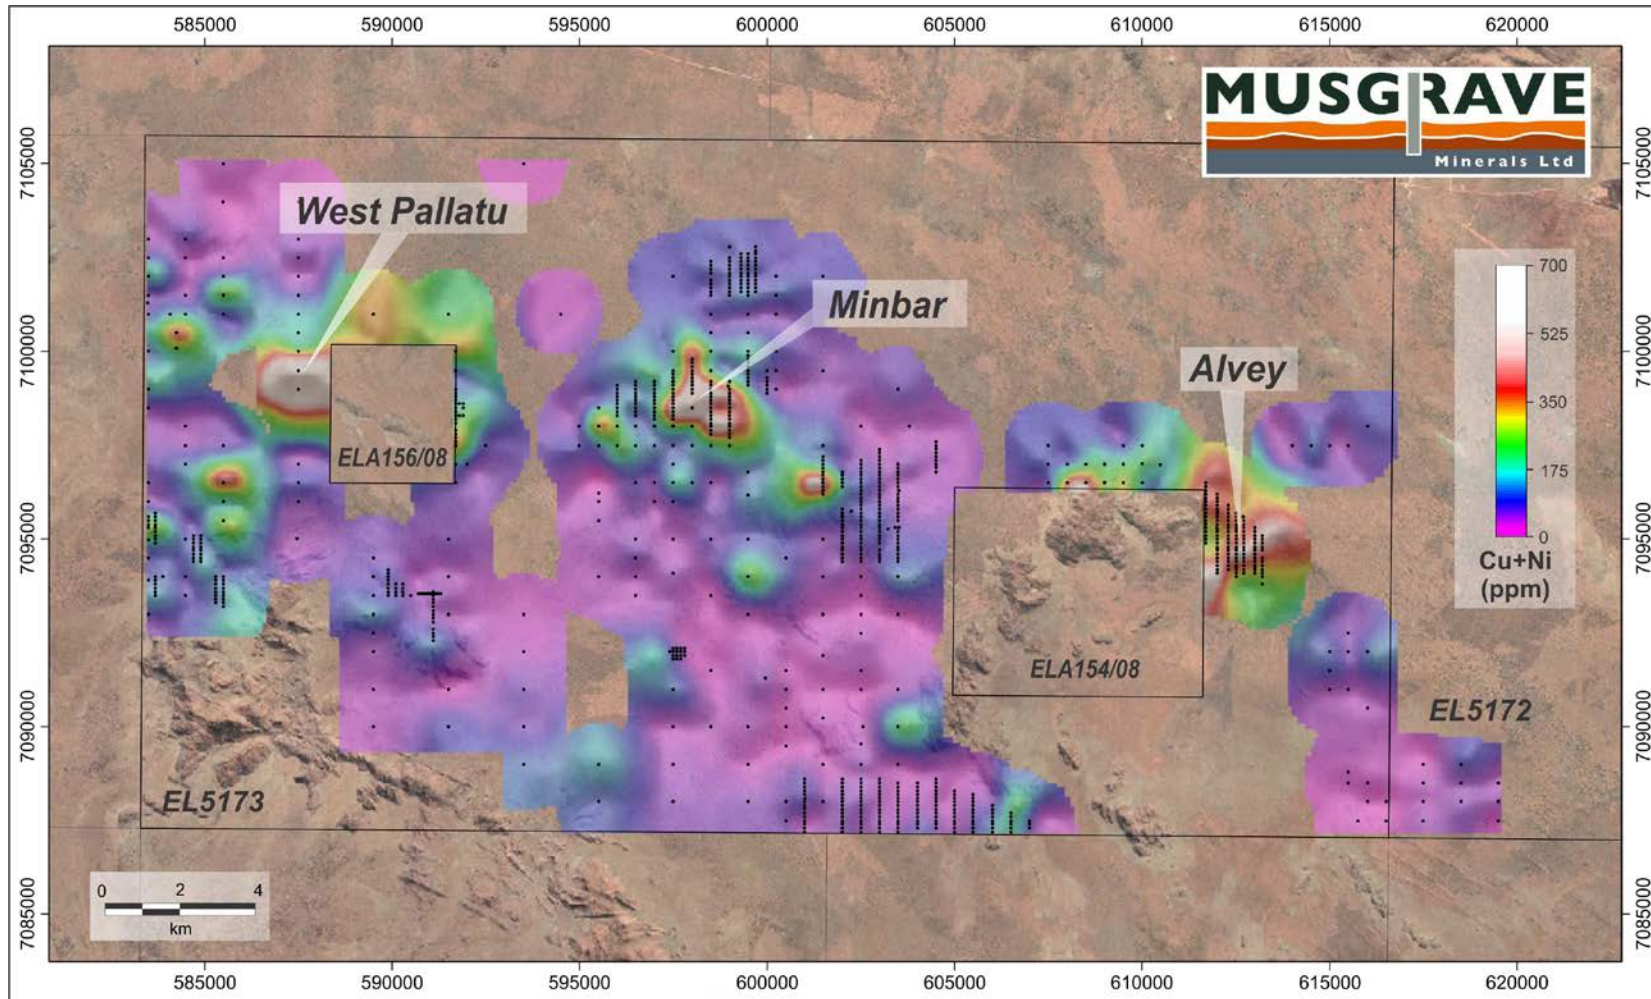 585000 590000 595000 600000 605000 610000 615000 620000
MUSGRAVE
Minerals Ltd
7105000 7105000
West Pallatu
Minbar
700
525
350
175
0
Cu+Ni
(ppm)
7100000 7100000
Alvey
ELA156/08
7095000 7095000
ELA154/08
7090000 7090000
EL5172
EL5173
0 2 4
km
7085000 7085000
585000 590000 595000 600000 605000 610000 615000 620000